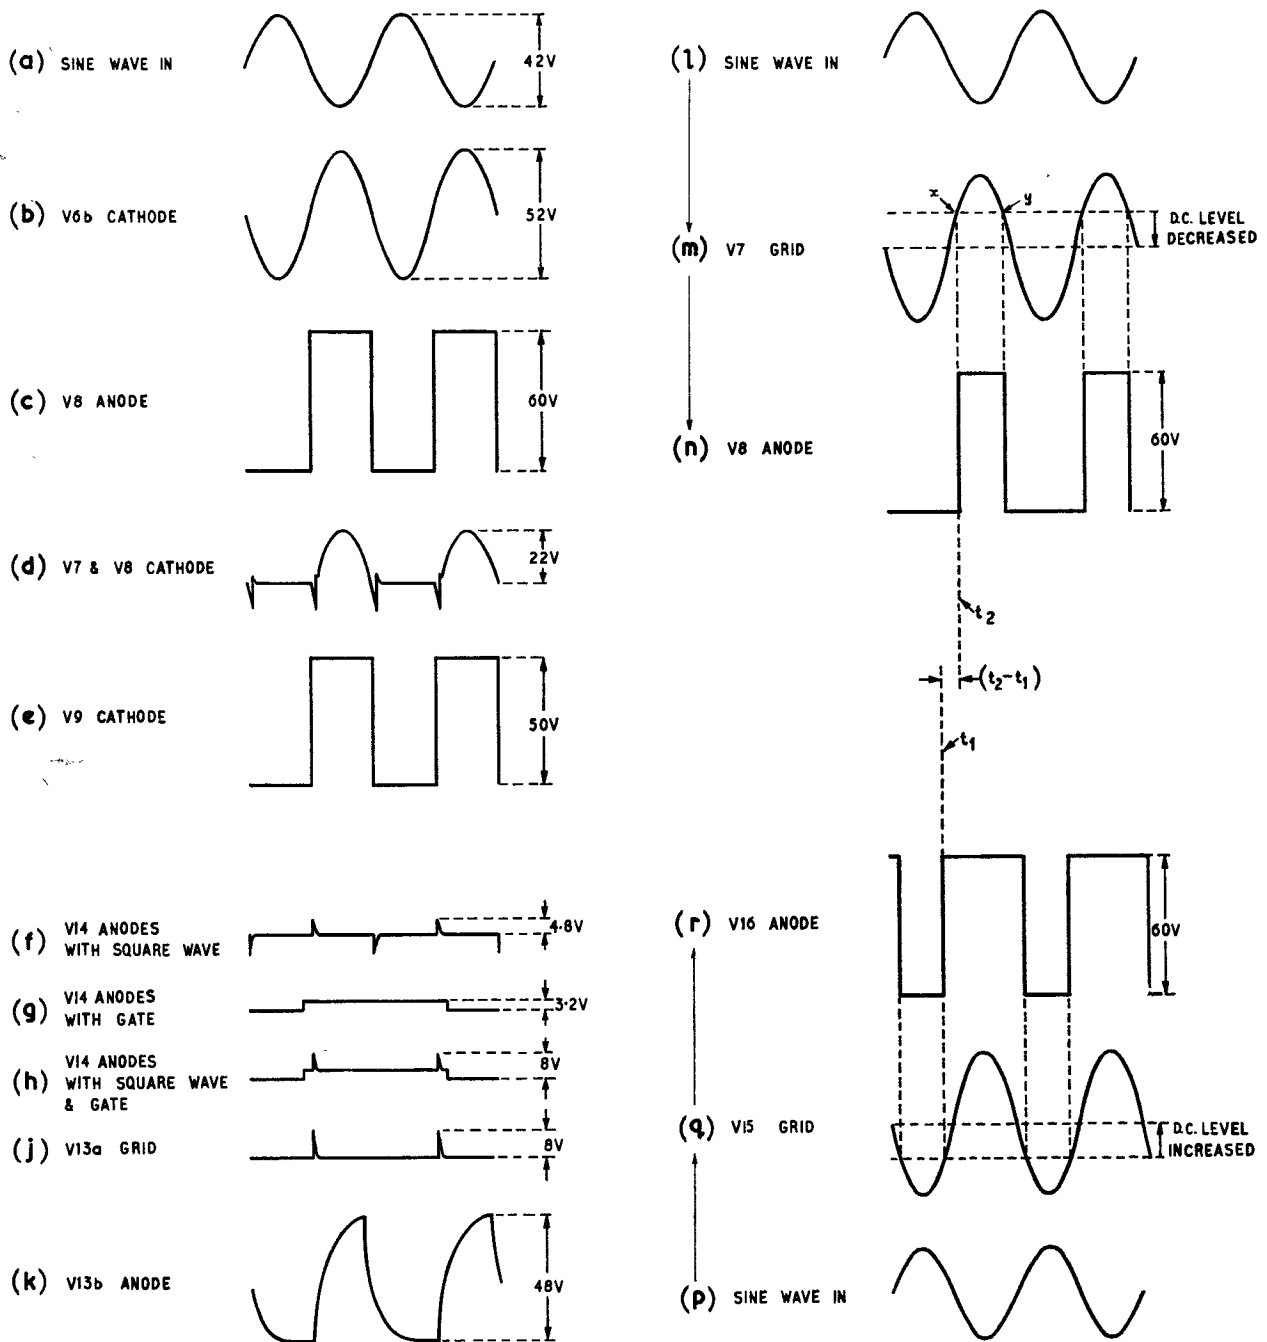 (a) SINE WAVE IN
42V
(b) V6b CATHODE
52V
(c) V8 ANODE
60V
(d) V7 & V8 CATHODE
22V
(e) V9 CATHODE
50V
(f) V14 ANODES
WITH SQUARE WAVE
4·8V
(g) V14 ANODES
WITH GATE
3·2V
(h) V14 ANODES
WITH SQUARE WAVE
& GATE
8V
(j) V13a GRID
8V
(k) V13b ANODE
48V
(l) SINE WAVE IN
x
y
D.C. LEVEL
DECREASED
(m) V7 GRID
(n) V8 ANODE
60V
t2
(t2-t1)
t1
(r) V16 ANODE
60V
(q) V15 GRID
D.C. LEVEL
INCREASED
(p) SINE WAVE IN